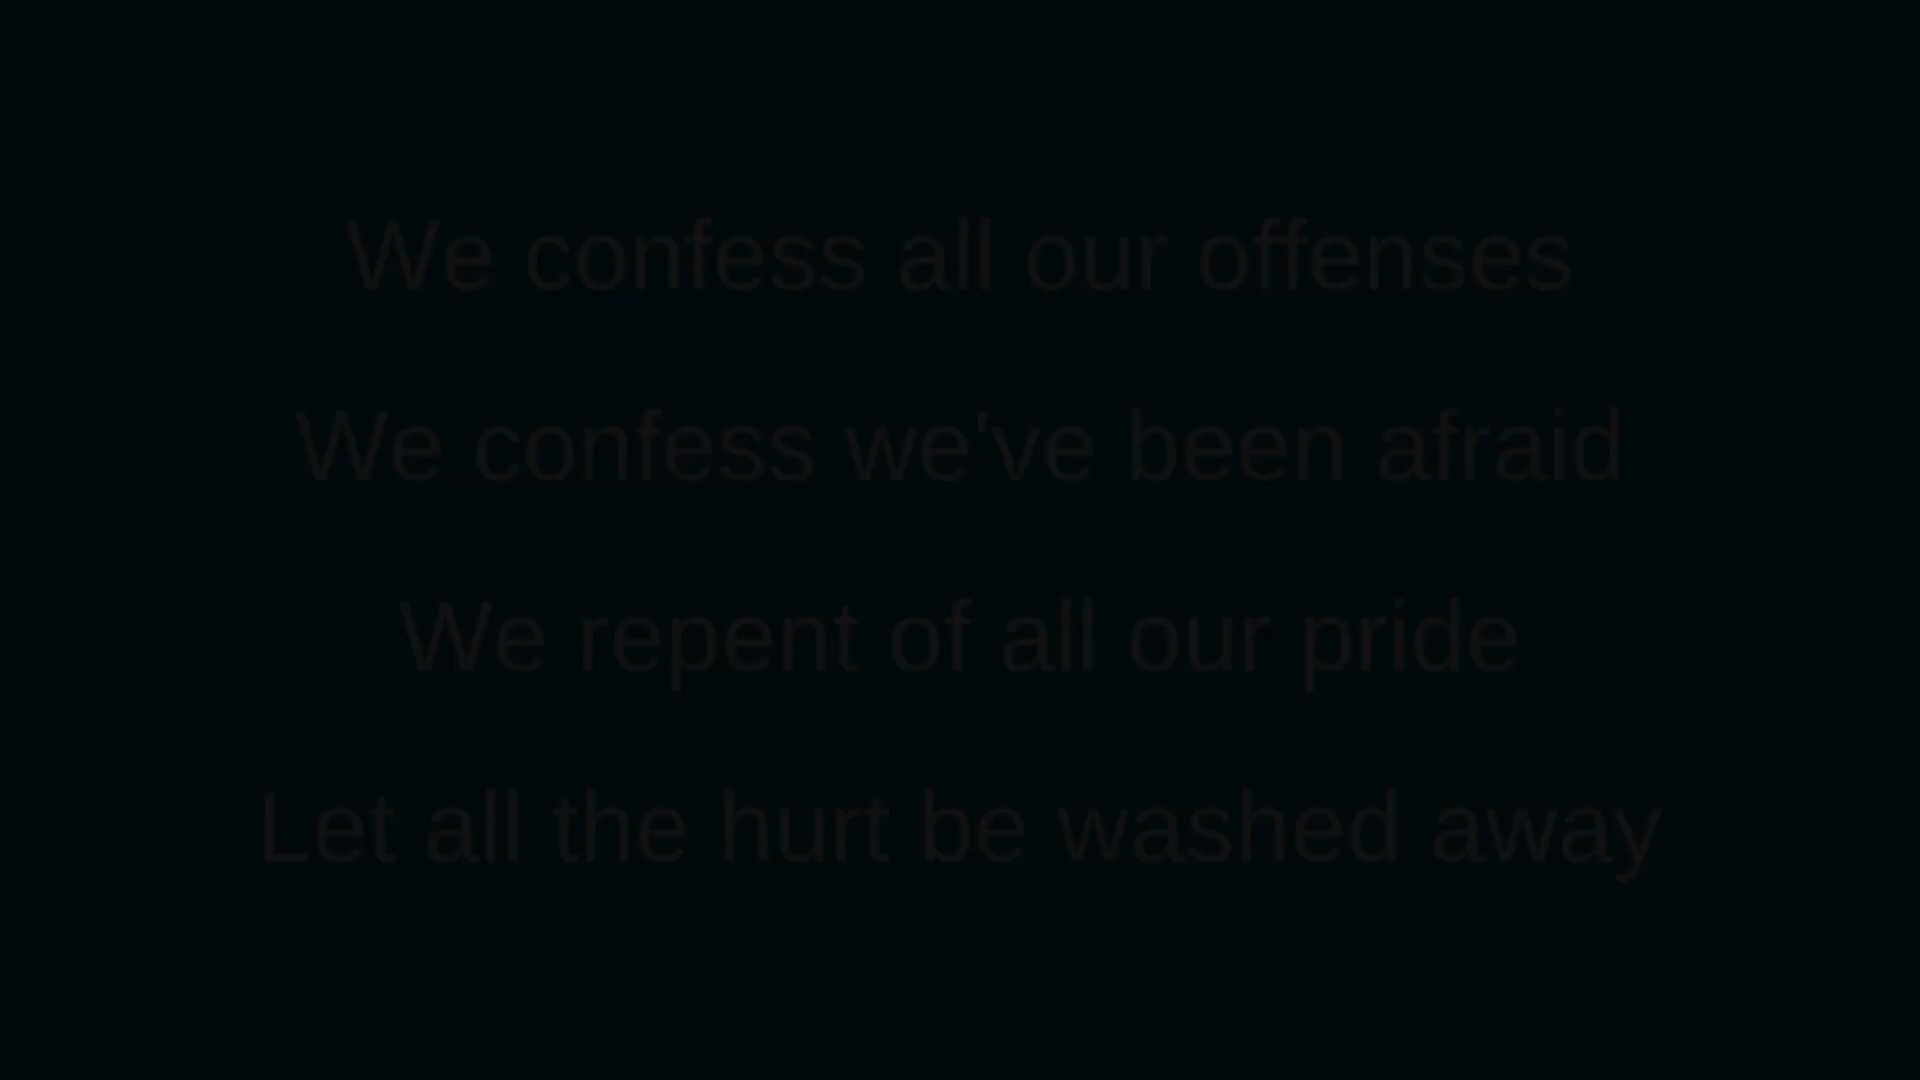 We confess all our offenses
We confess we've been afraid
We repent of all our pride
Let all the hurt be washed away